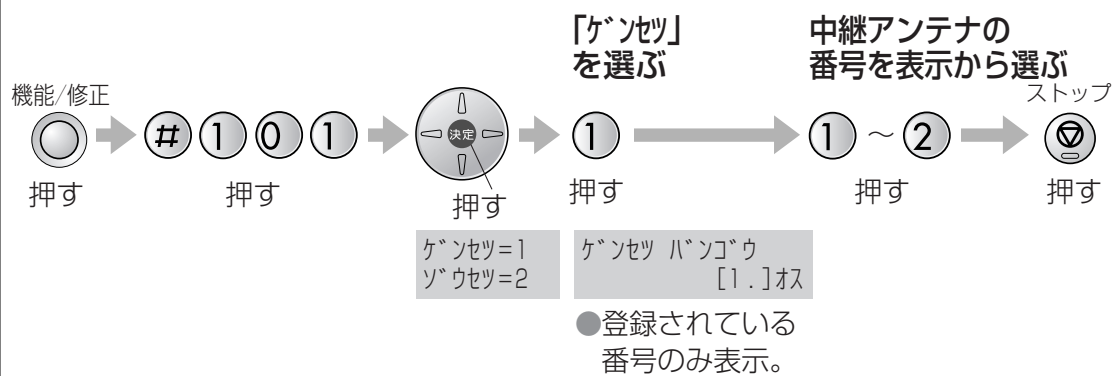 「ｹﾞﾝｾﾂ」
を選ぶ
中継アンテナの
番号を表示から選ぶ
機能/修正
ストップ
# 1 0 1
決定
1
1 ～ 2
押す
押す
押す
押す
押す
押す
ｹﾞﾝｾﾂ=1
ｿﾞｳｾﾂ=2
ｹﾞﾝｾﾂ ﾊﾞﾝｺﾞｳ
[1.]ｵｽ
●登録されている
番号のみ表示。